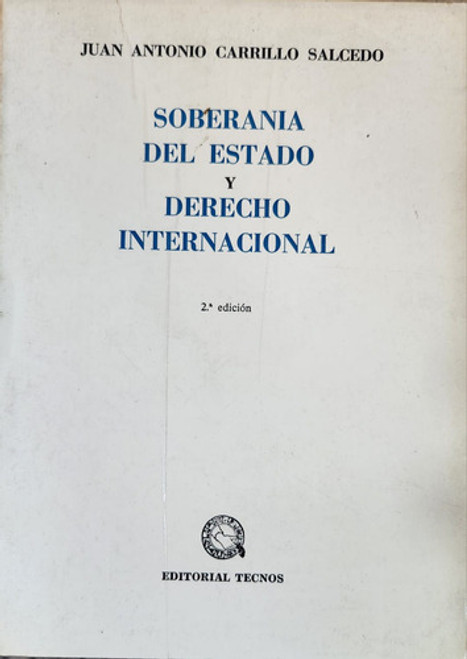 JUAN ANTONIO CARRILLO SALCEDO
SOBERANIA
DEL ESTADO
Y
DERECHO
INTERNACIONAL
2.ª edición
EDITORIAL TECNOS